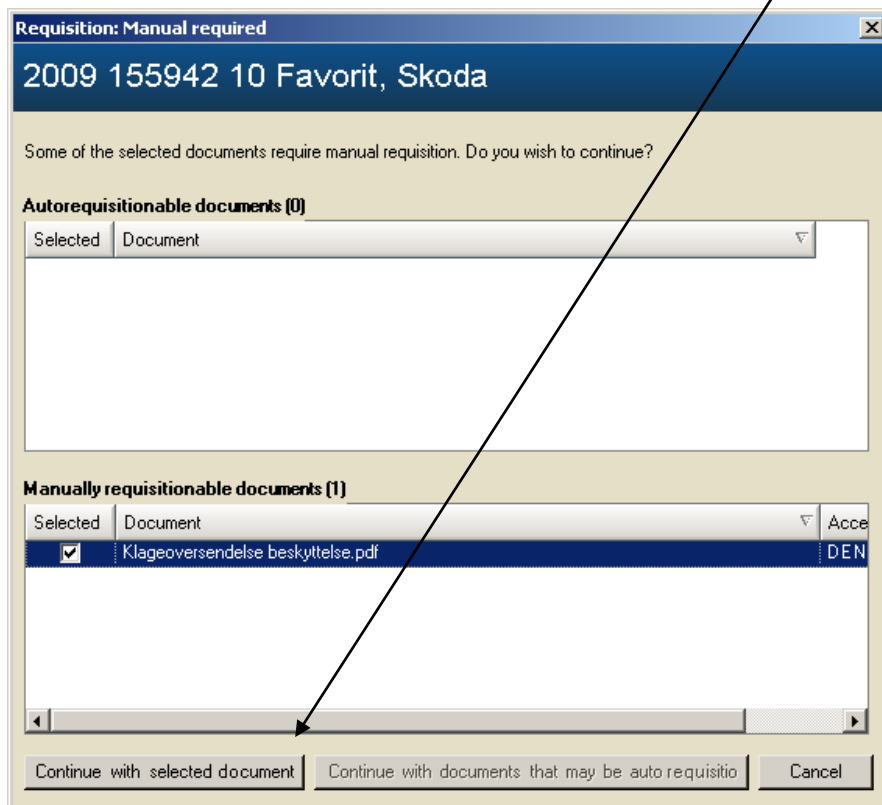 Requisition: Manual required
2009 155942 10 Favorit, Skoda
Some of the selected documents require manual requisition. Do you wish to continue?
Autorequisitionable documents (0)
Selected Document
Manually requisitionable documents (1)
Selected Document Acce
Klageoversendelse beskyttelse.pdf DEN
Continue with selected document Continue with documents that may be auto requisitio Cancel